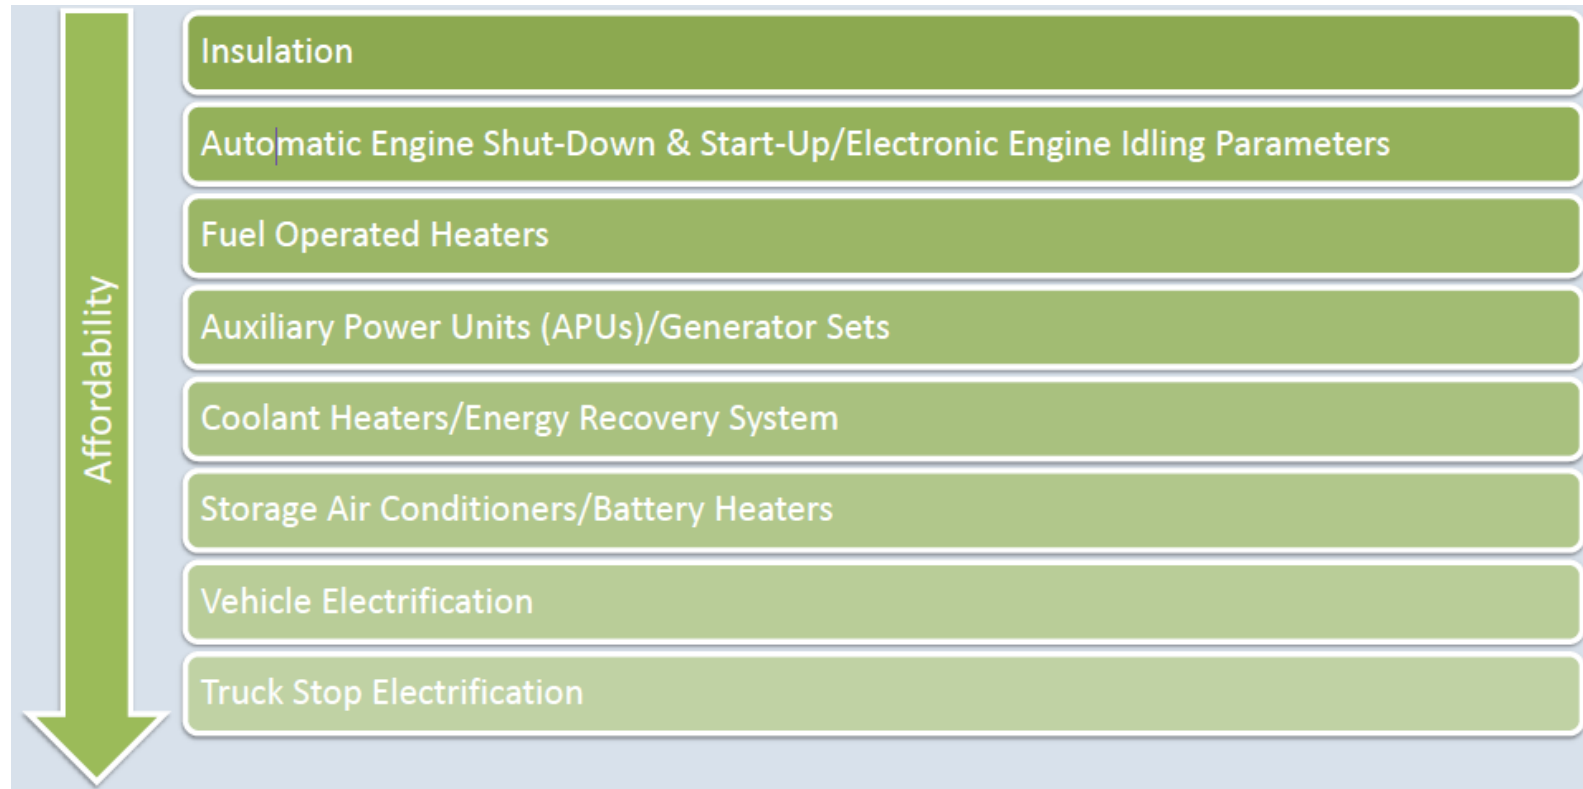 Insulation
Automatic Engine Shut-Down & Start-Up/Electronic Engine Idling Parameters
Fuel Operated Heaters
Auxiliary Power Units (APUs)/Generator Sets
Coolant Heaters/Energy Recovery System
Storage Air Conditioners/Battery Heaters
Vehicle Electrification
Truck Stop Electrification
Affordability